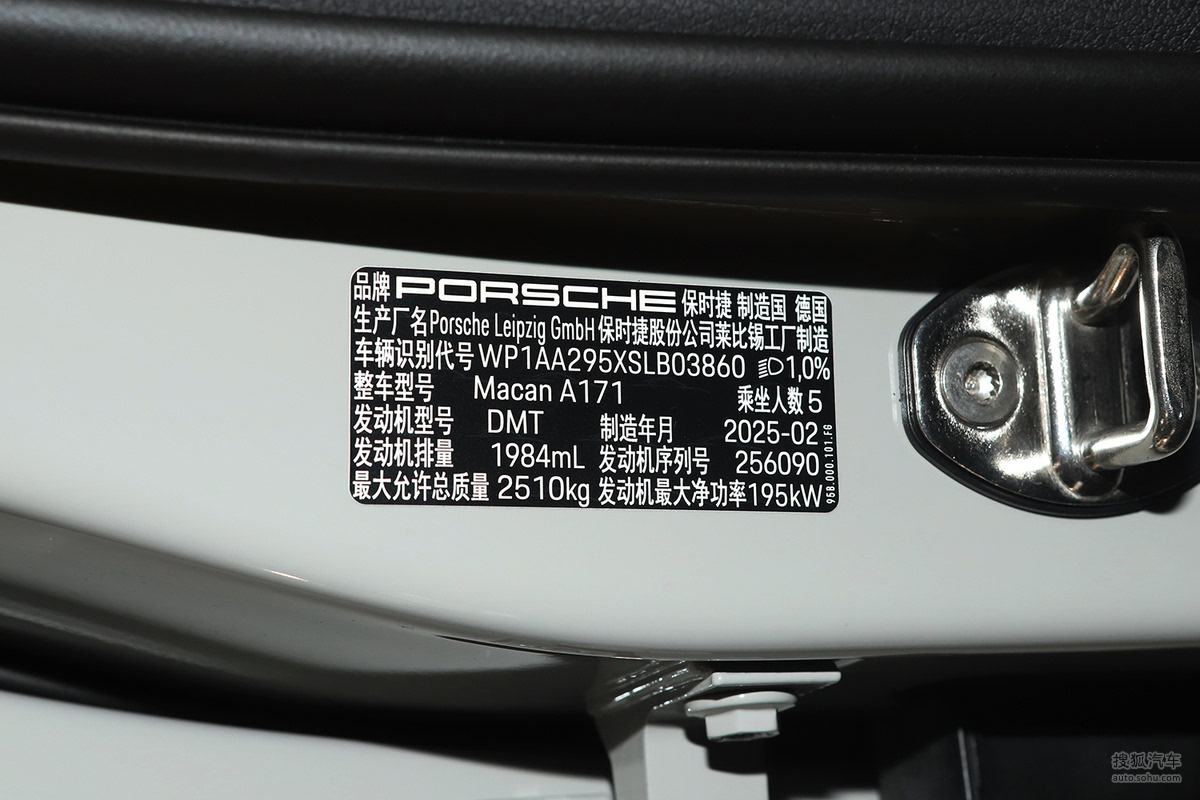 品牌 PORSCHE 保时捷 制造国 德国
生产厂名Porsche Leipzig GmbH 保时捷股份公司莱比锡工厂制造
车辆识别代号 WP1AA295XSLB03860 1,0%
整车型号 Macan A171 乘坐人数 5
发动机型号 DMT 制造年月 2025-02
发动机排量 1984mL 发动机序列号 256090
最大允许总质量 2510kg 发动机最大净功率195kW
95B.000.101.FG
搜狐汽车
auto.sohu.com